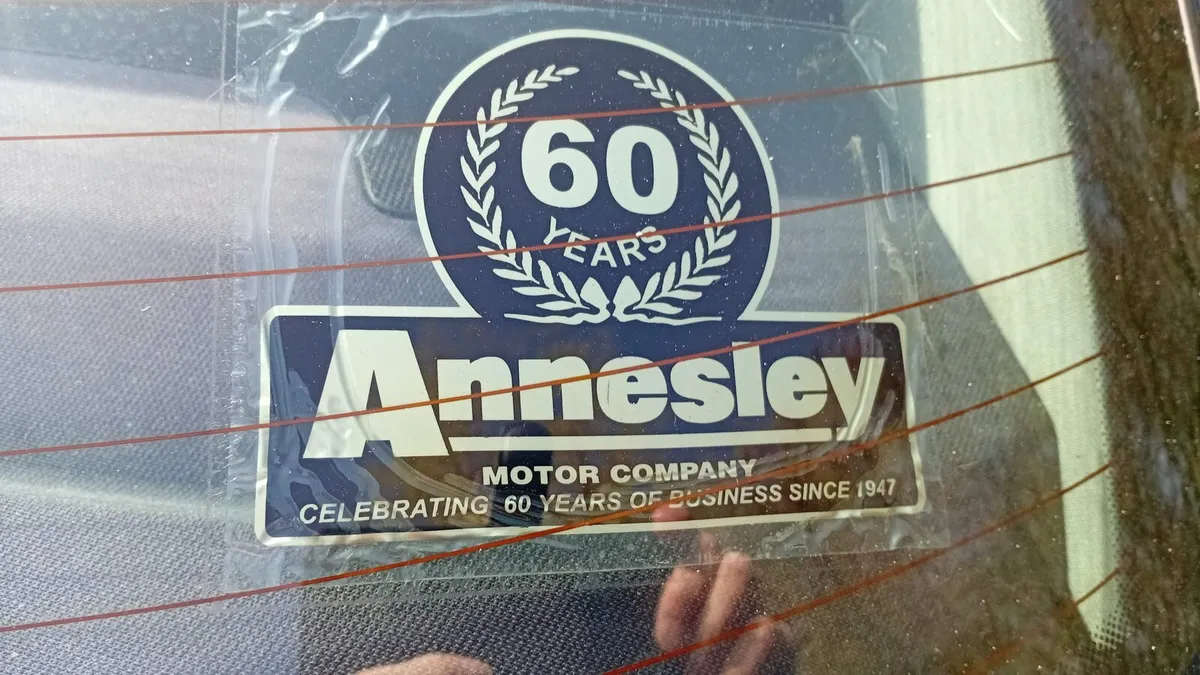 60
YEARS
Annesley
MOTOR COMPANY
CELEBRATING 60 YEARS OF BUSINESS SINCE 1947